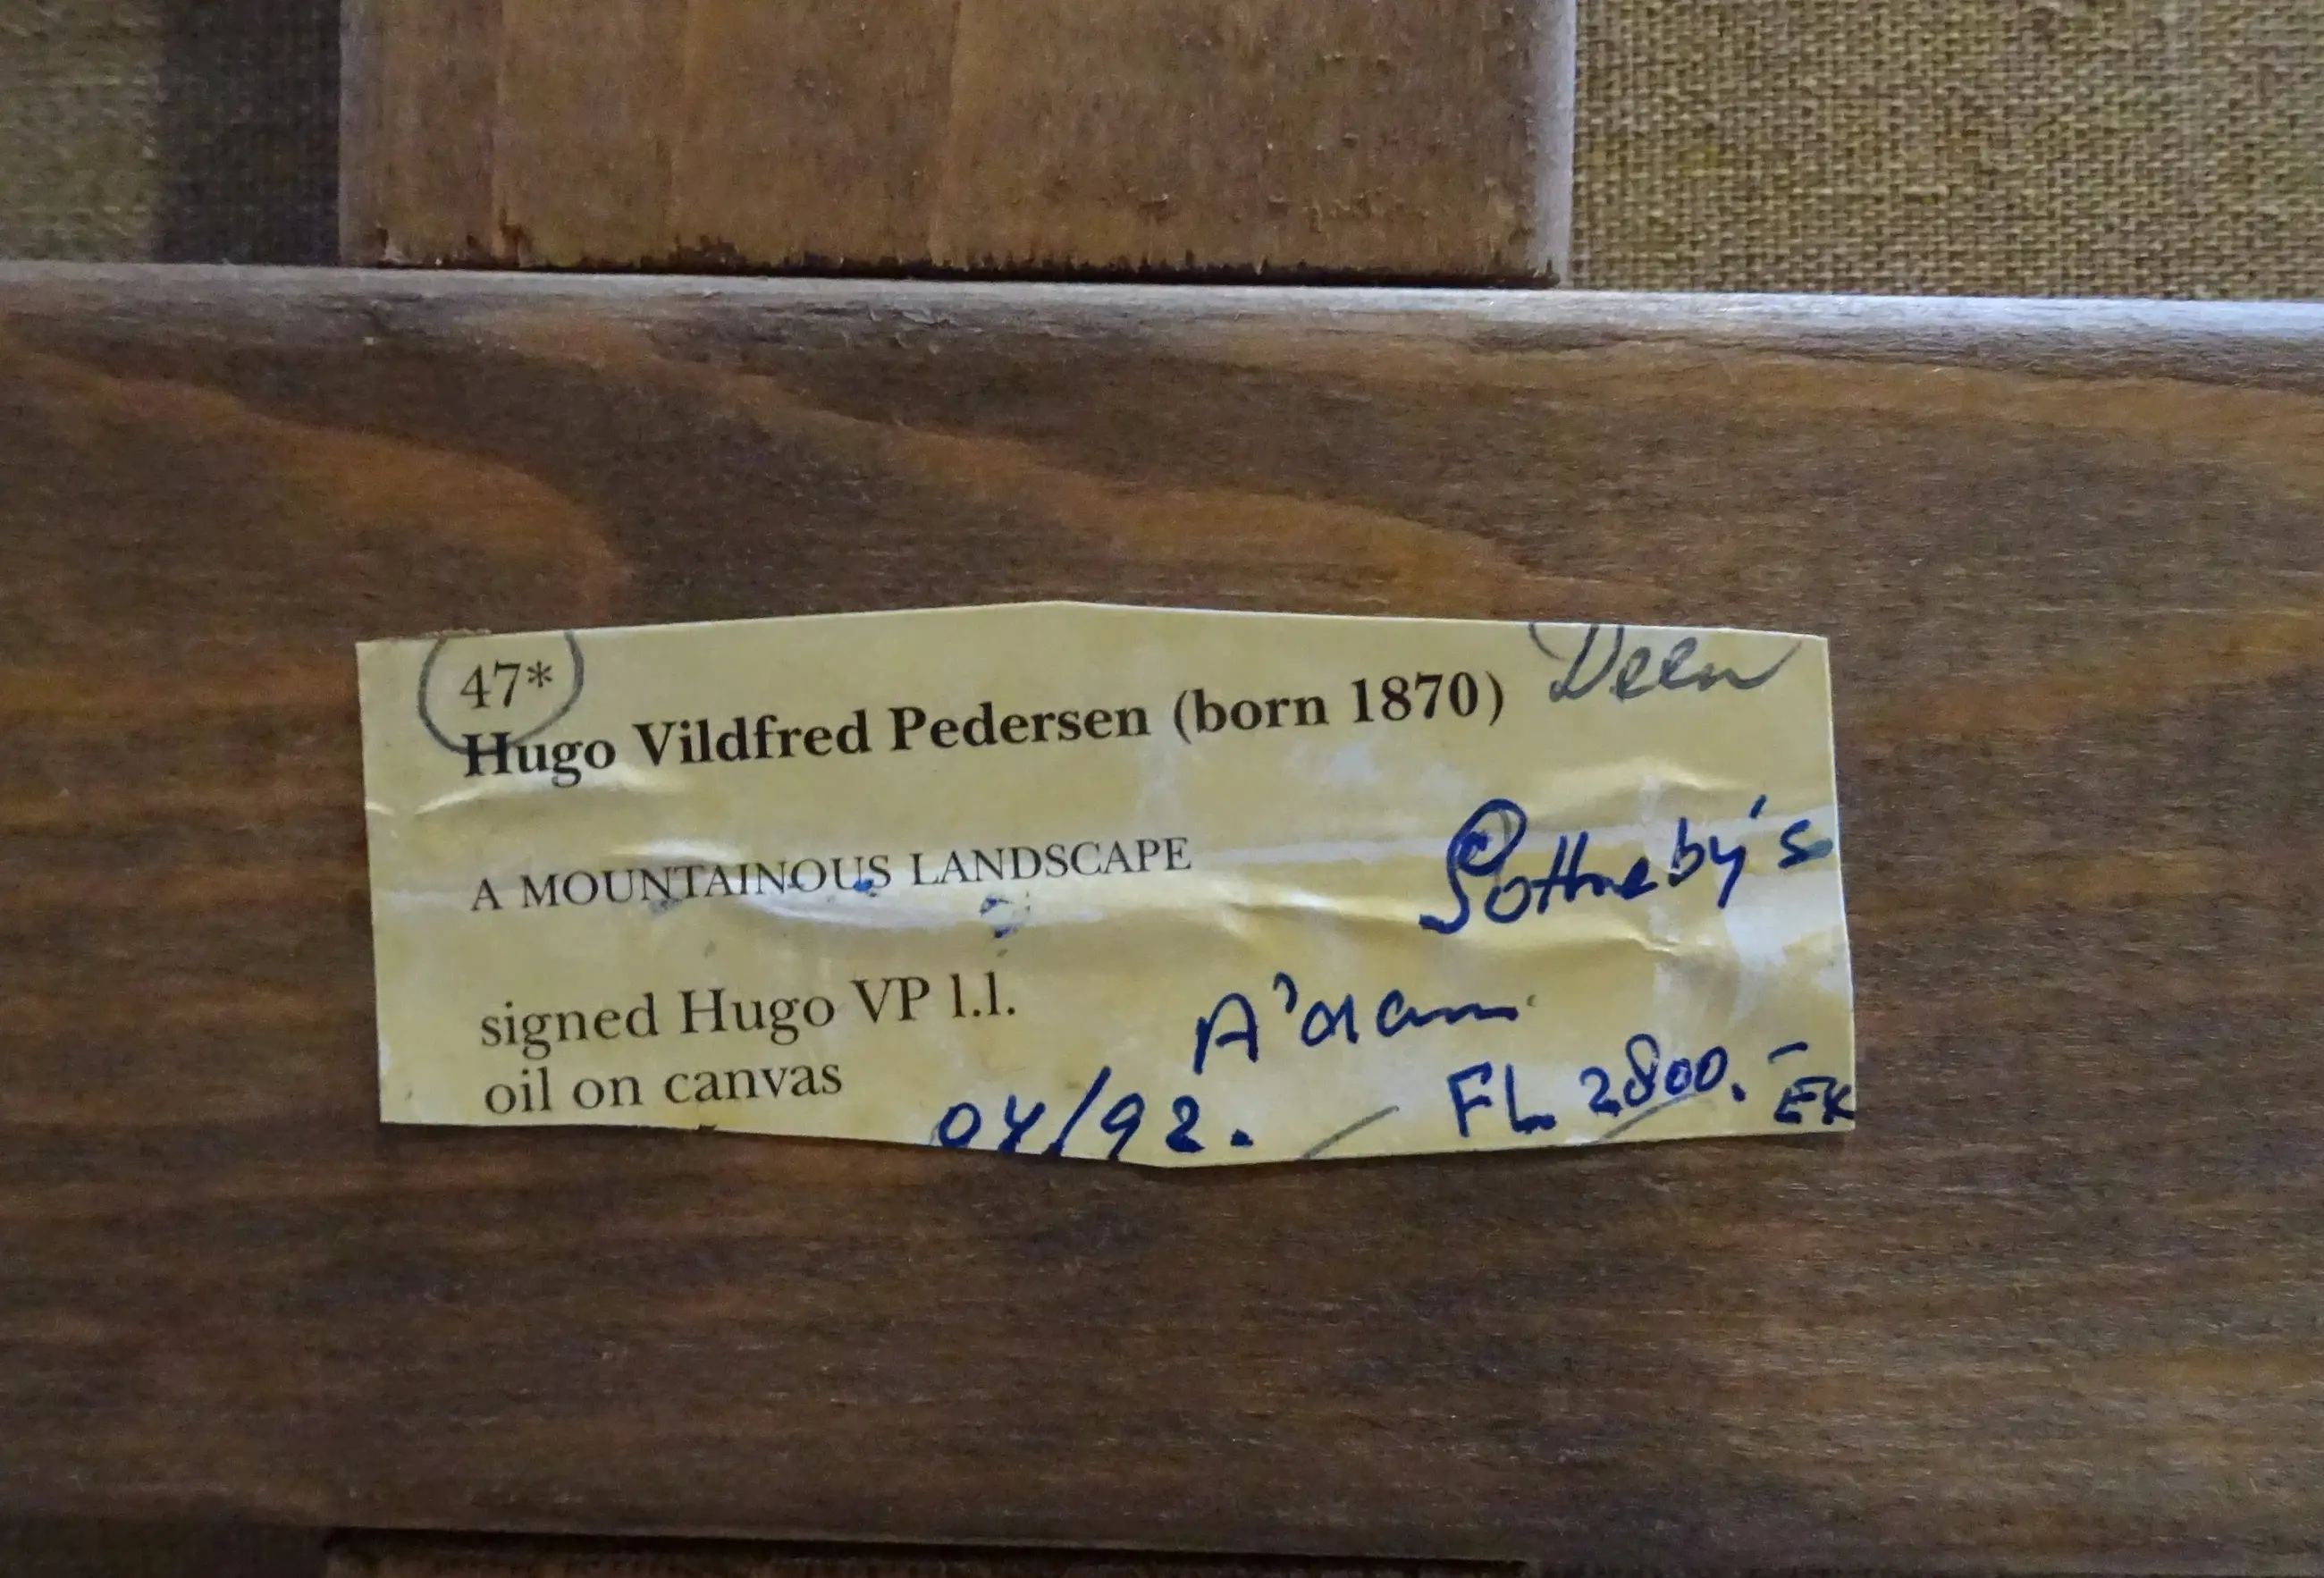 47*
Hugo Vildfred Pedersen (born 1870) Deen
A MOUNTAINOUS LANDSCAPE
Sotheby's
signed Hugo VP l.l.
A'dam
oil on canvas
04/92.
FL 2800.-
EK